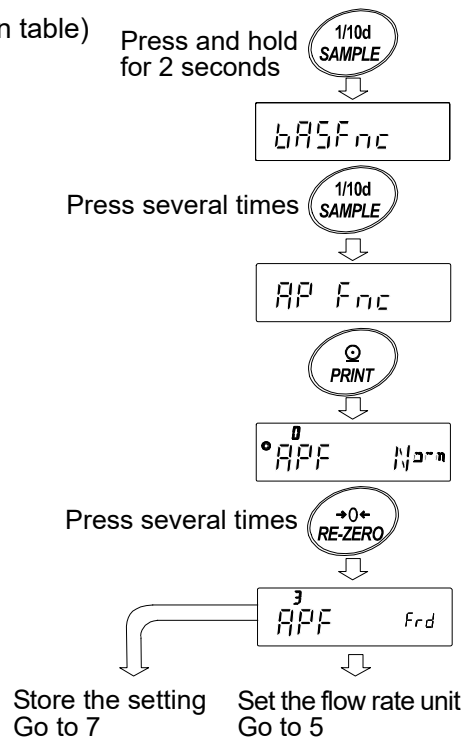 n table)
Press and hold
for 2 seconds
1/10d
SAMPLE
bASFnc
Press several times
1/10d
SAMPLE
AP Fnc
PRINT
0
APF Norm
Press several times
→0←
RE-ZERO
3
APF Frd
Store the setting
Go to 7
Set the flow rate unit
Go to 5